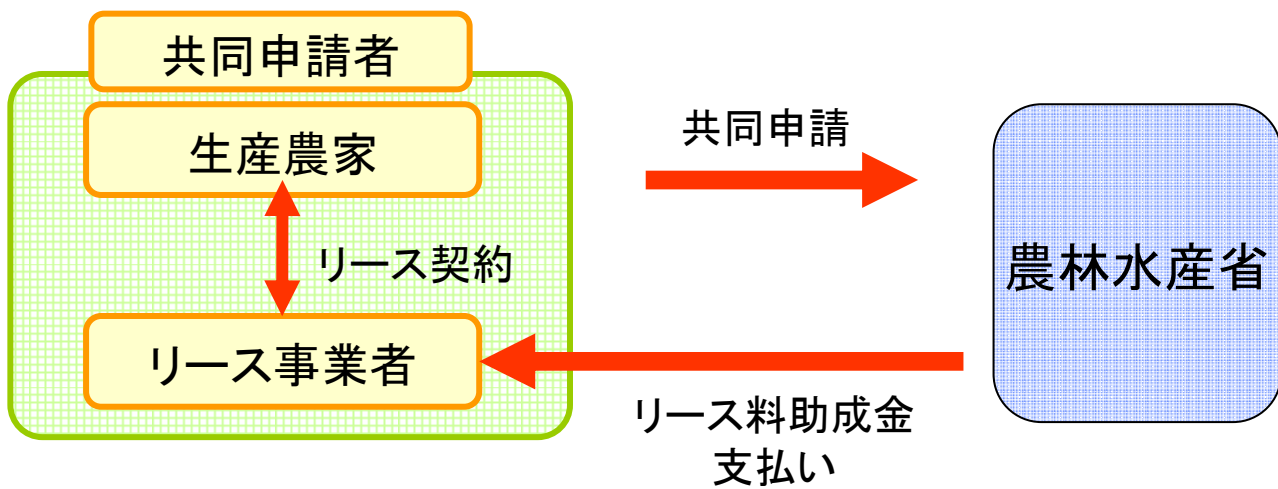 共同申請者
生産農家
リース契約
リース事業者
共同申請
リース料助成金
支払い
農林水産省